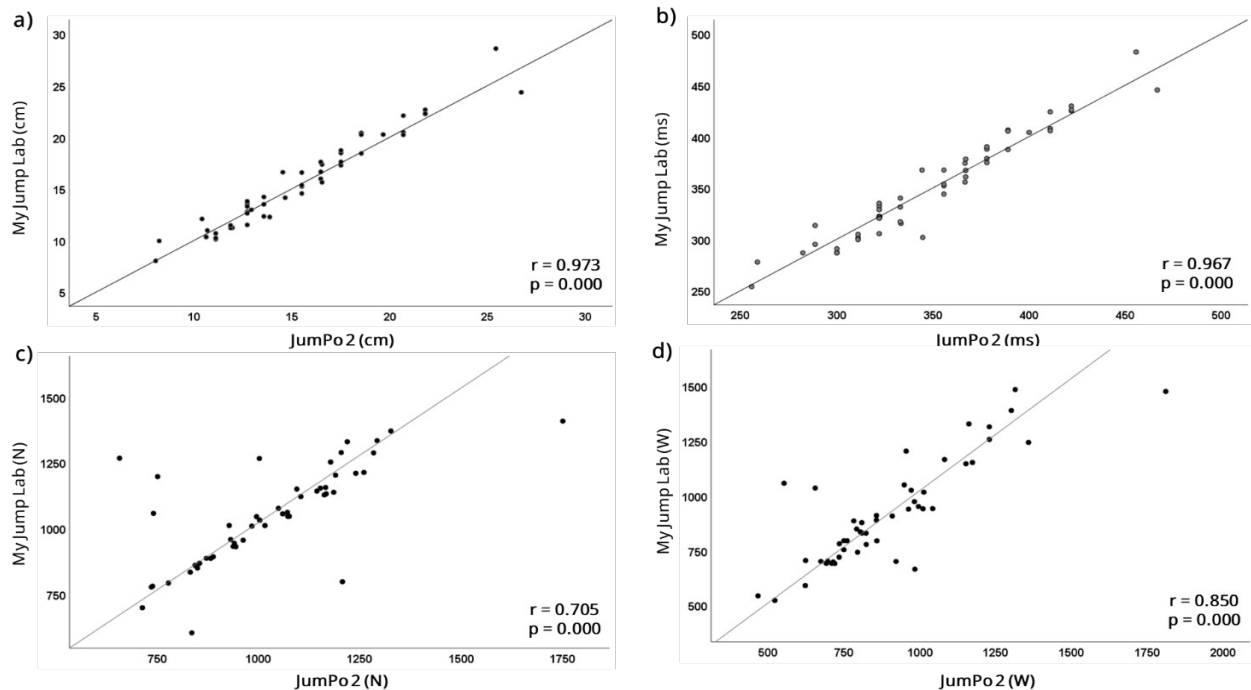 a)
My Jump Lab (cm)
30
25
20
15
10
5
r = 0.973
p = 0.000
5 10 15 20 25 30
JumPo 2 (cm)
b)
My Jump Lab (ms)
500
450
400
350
300
250
r = 0.967
p = 0.000
250 300 350 400 450 500
JumPo 2 (ms)
c)
My Jump Lab (N)
1500
1250
1000
750
r = 0.705
p = 0.000
750 1000 1250 1500 1750
JumPo 2 (N)
d)
My Jump Lab (W)
1500
1250
1000
750
500
r = 0.850
p = 0.000
500 750 1000 1250 1500 1750 2000
JumPo 2 (W)